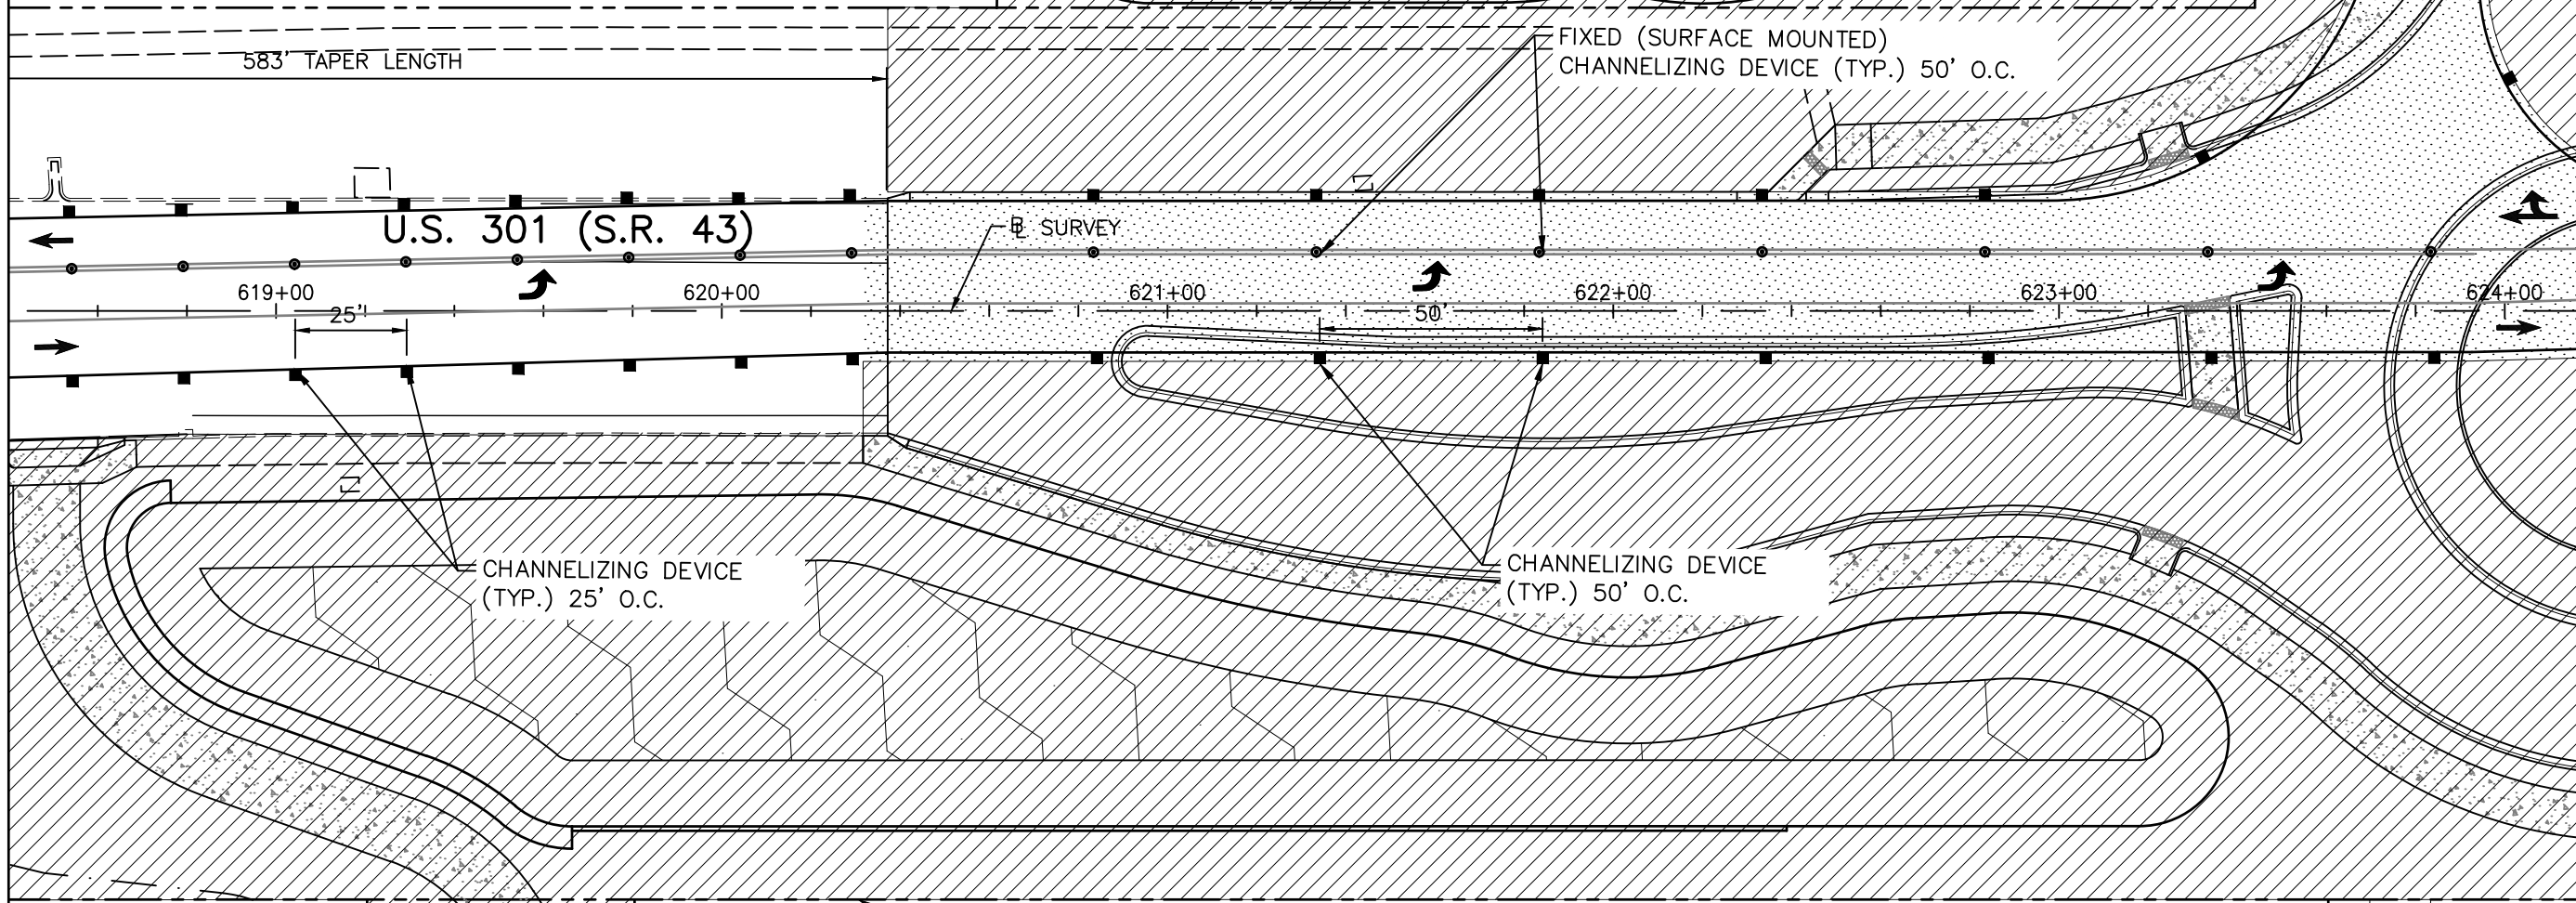 FIXED (SURFACE MOUNTED)
CHANNELIZING DEVICE (TYP.) 50' O.C.
583' TAPER LENGTH
U.S. 301 (S.R. 43)
BL SURVEY
619+00
620+00
621+00
622+00
623+00
624+00
25'
50'
CHANNELIZING DEVICE
(TYP.) 25' O.C.
CHANNELIZING DEVICE
(TYP.) 50' O.C.